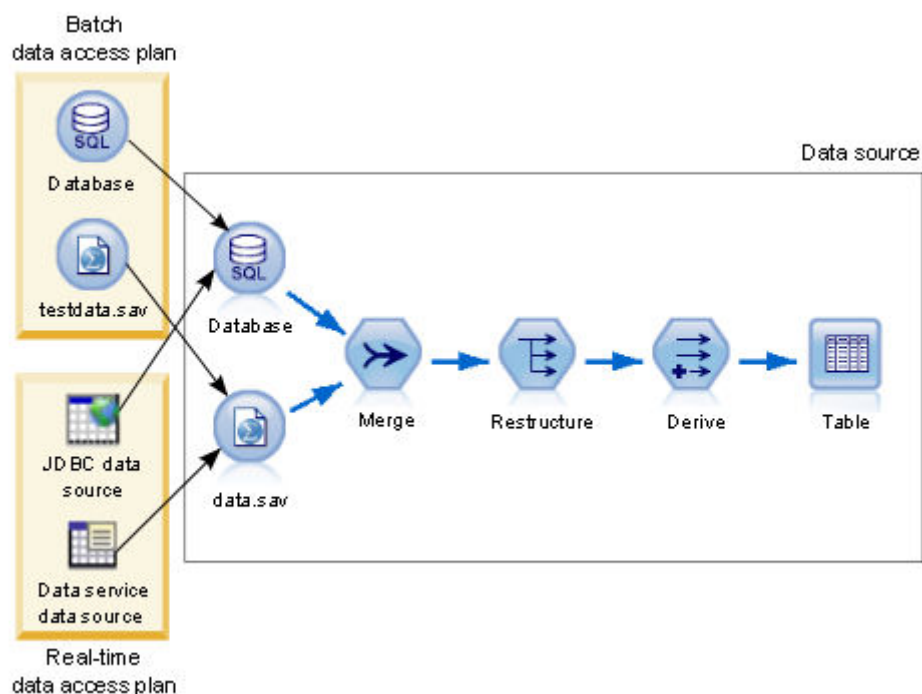 Batch
data access plan
SQL
Database
testdata.sav
JDBC data
source
Data service
data source
Real-time
data access plan
Data source
SQL
Database
data.sav
Merge
Restructure
Derive
Table